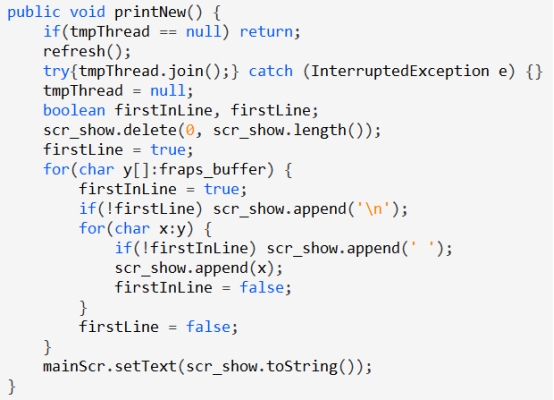 public void printNew() {
    if(tmpThread == null) return;
    refresh();
    try{tmpThread.join();} catch (InterruptedException e) {}
    tmpThread = null;
    boolean firstInLine, firstLine;
    scr_show.delete(0, scr_show.length());
    firstLine = true;
    for(char y[]:fraps_buffer) {
        firstInLine = true;
        if(!firstLine) scr_show.append('\n');
        for(char x:y) {
            if(!firstInLine) scr_show.append(' ');
            scr_show.append(x);
            firstInLine = false;
        }
        firstLine = false;
    }
    mainScr.setText(scr_show.toString());
}